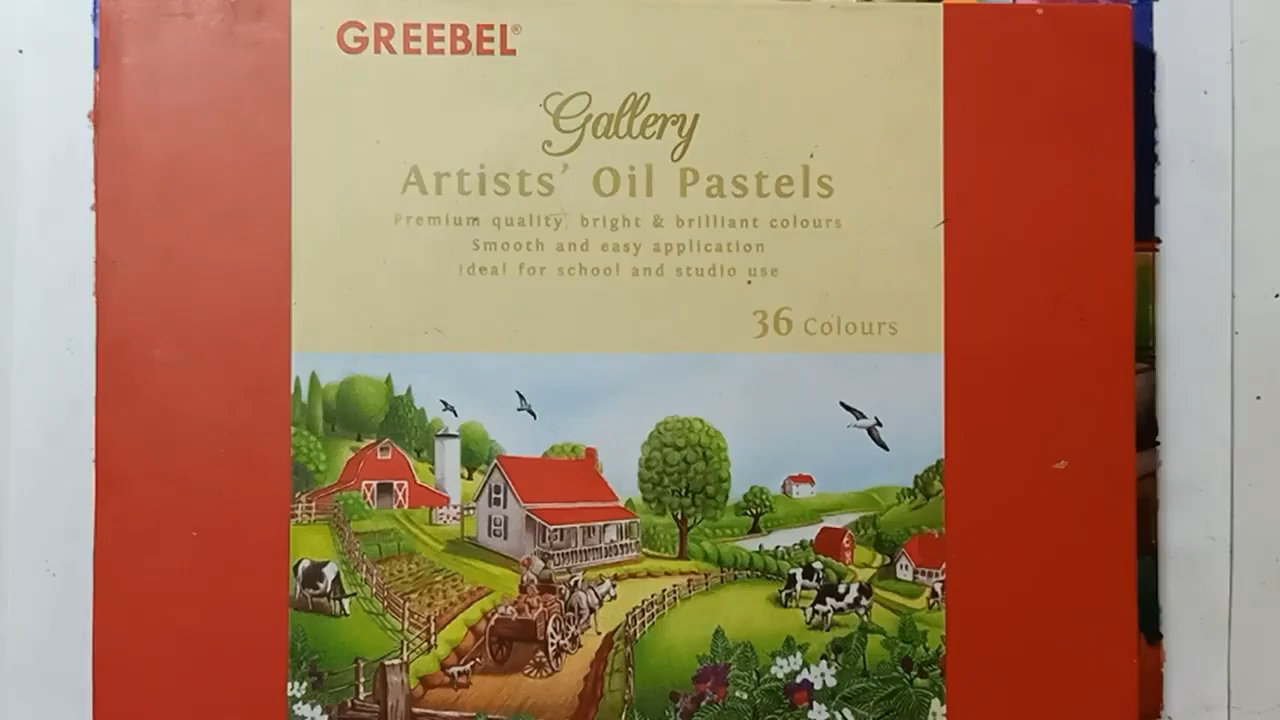 GREEBEL®
Gallery
Artists' Oil Pastels
Premium quality, bright & brilliant colours
Smooth and easy application
Ideal for school and studio use
36 Colours